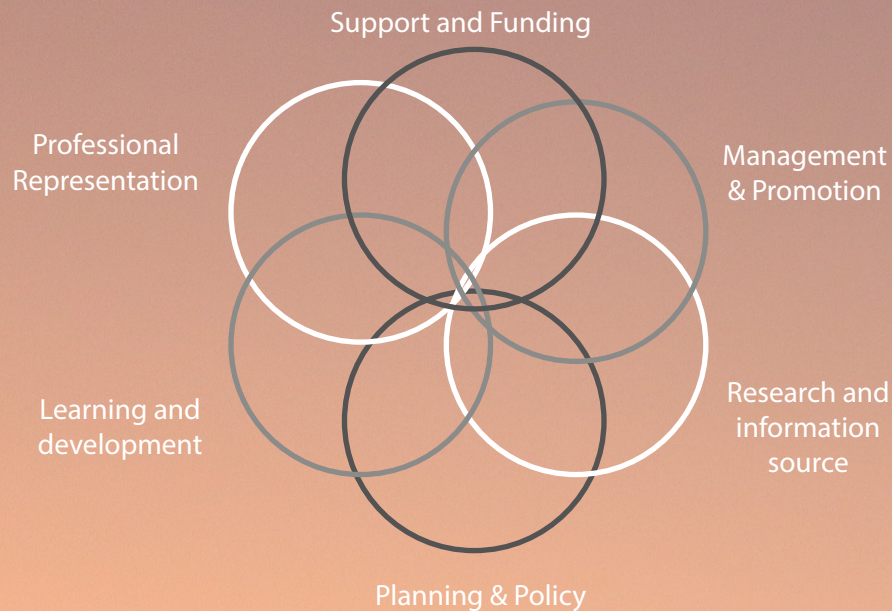 Support and Funding
Professional
Representation
Management
& Promotion
Learning and
development
Research and
information
source
Planning & Policy